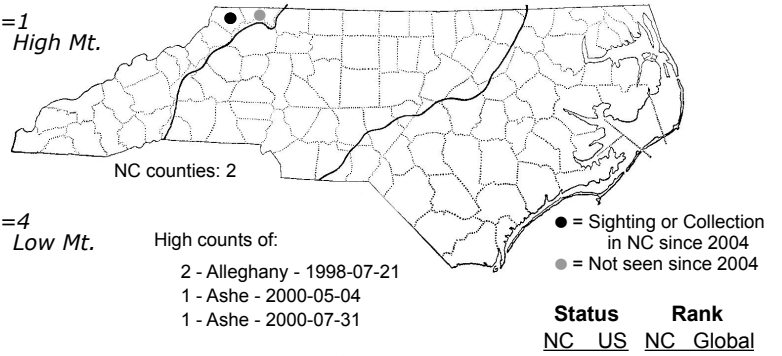 =1
High Mt.
NC counties: 2
=4
Low Mt.
High counts of:
2 - Alleghany - 1998-07-21
1 - Ashe - 2000-05-04
1 - Ashe - 2000-07-31
● = Sighting or Collection
in NC since 2004
● = Not seen since 2004
Status Rank
NC US NC Global